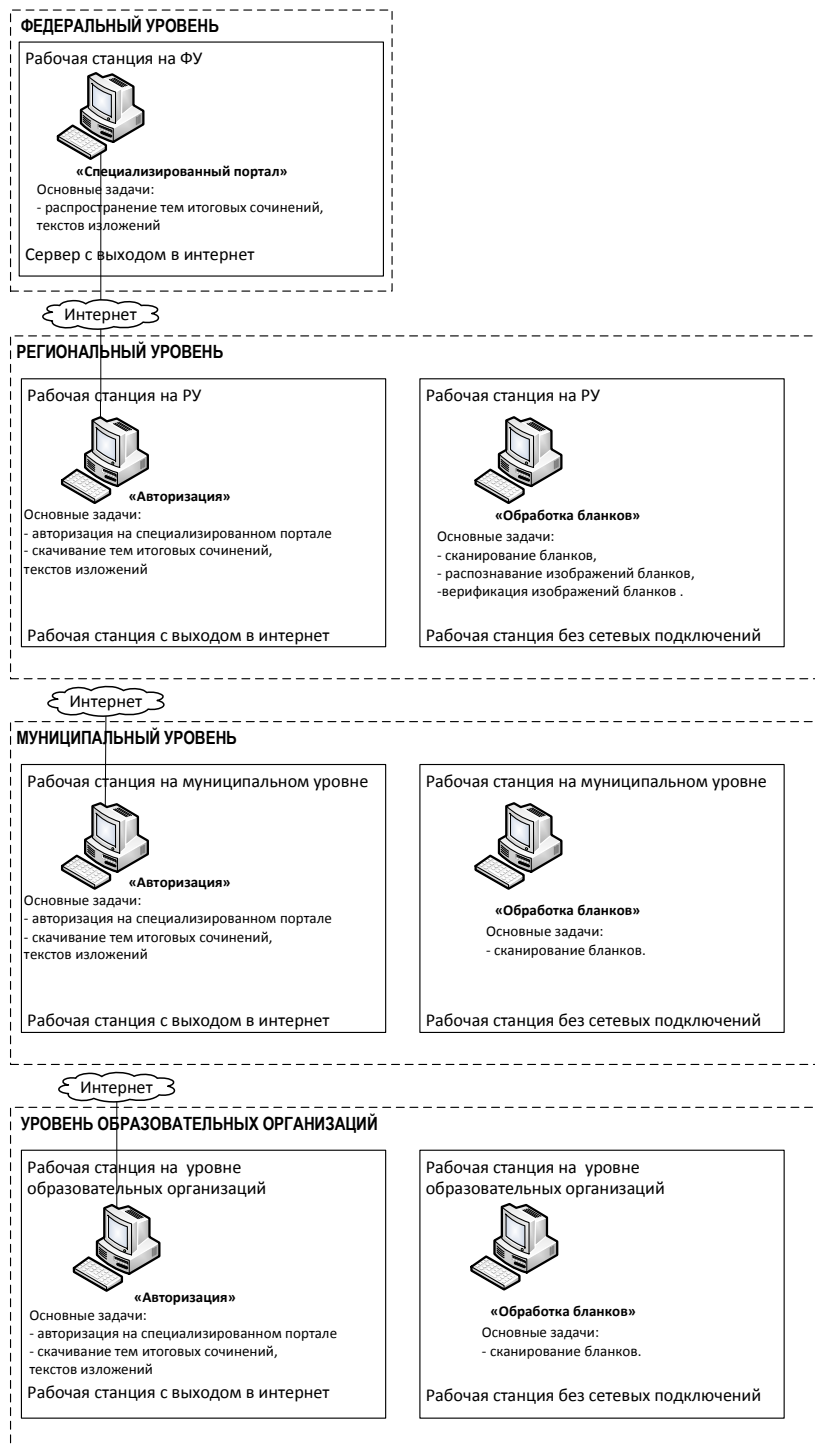 ФЕДЕРАЛЬНЫЙ УРОВЕНЬ
Рабочая станция на ФУ
«Специализированный портал»
Основные задачи:
- распространение тем итоговых сочинений,
текстов изложений
Сервер с выходом в интернет
Интернет
РЕГИОНАЛЬНЫЙ УРОВЕНЬ
Рабочая станция на РУ
«Авторизация»
Основные задачи:
- авторизация на специализированном портале
- скачивание тем итоговых сочинений,
текстов изложений
Рабочая станция с выходом в интернет
Рабочая станция на РУ
«Обработка бланков»
Основные задачи:
- сканирование бланков,
- распознавание изображений бланков,
-верификация изображений бланков .
Рабочая станция без сетевых подключений
Интернет
МУНИЦИПАЛЬНЫЙ УРОВЕНЬ
Рабочая станция на муниципальном уровне
«Авторизация»
Основные задачи:
- авторизация на специализированном портале
- скачивание тем итоговых сочинений,
текстов изложений
Рабочая станция с выходом в интернет
Рабочая станция на муниципальном уровне
«Обработка бланков»
Основные задачи:
- сканирование бланков.
Рабочая станция без сетевых подключений
Интернет
УРОВЕНЬ ОБРАЗОВАТЕЛЬНЫХ ОРГАНИЗАЦИЙ
Рабочая станция на уровне
образовательных организаций
«Авторизация»
Основные задачи:
- авторизация на специализированном портале
- скачивание тем итоговых сочинений,
текстов изложений
Рабочая станция с выходом в интернет
Рабочая станция на уровне
образовательных организаций
«Обработка бланков»
Основные задачи:
- сканирование бланков.
Рабочая станция без сетевых подключений